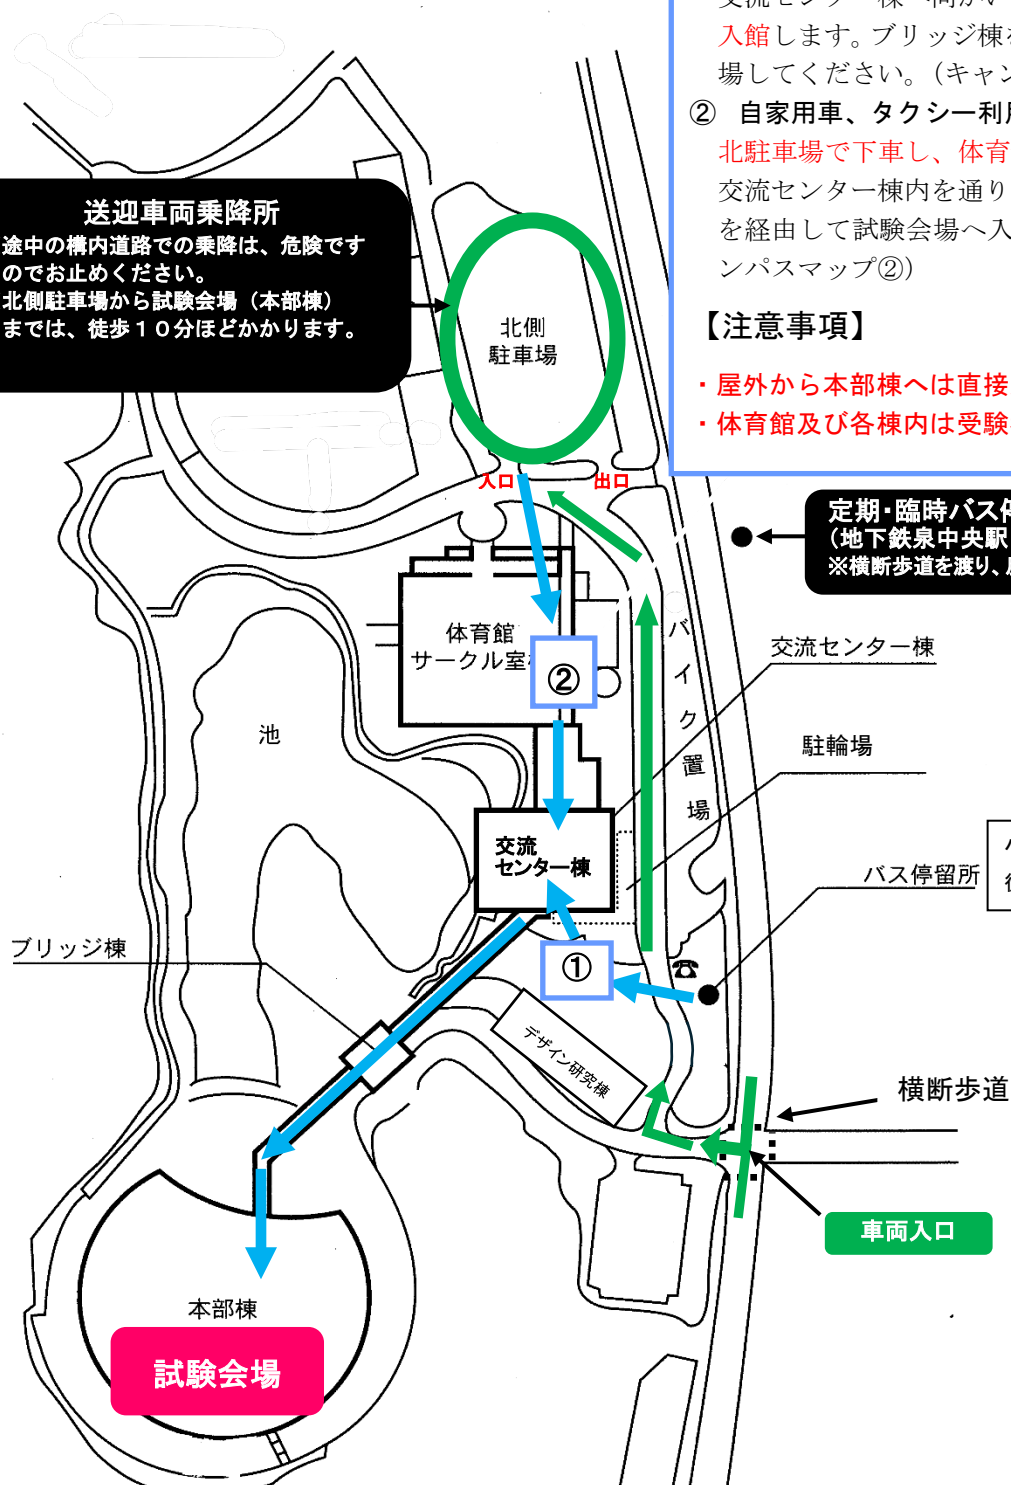 入館します。ブリッジ棟
場してください。（キャン
② 自家用車、タクシー利
北駐車場で下車し、体育
交流センター棟内を通り
を経由して試験会場へ入
ンパスマップ②）
【注意事項】
・屋外から本部棟へは直接
・体育館及び各棟内は受験
送迎車両乗降所
途中の構内道路での乗降は、危険です
のでお止めください。
北側駐車場から試験会場（本部棟）
までは、徒歩１０分ほどかかります。
北側
駐車場
入口
出口
定期・臨時バス
（地下鉄泉中央駅
※横断歩道を渡り、
体育館
サークル室
②
バイク置場
交流センター棟
池
駐輪場
交流
センター棟
バス停留所
ブリッジ棟
①
デザイン研究棟
横断歩道
車両入口
本部棟
試験会場